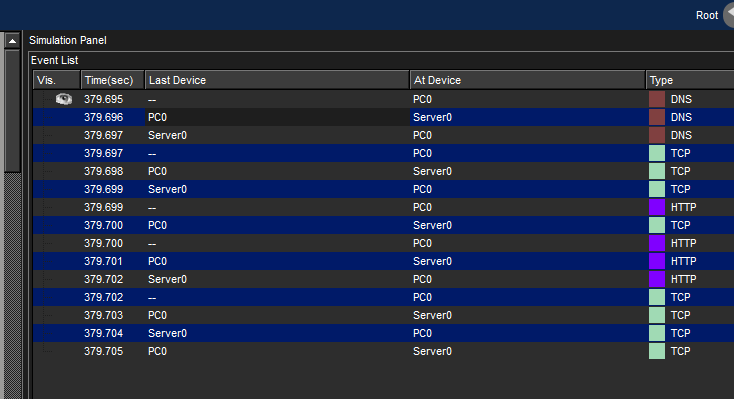 Root
Simulation Panel
Event List
Vis. Time(sec) Last Device At Device Type
379.695 -- PC0 DNS
379.696 PC0 Server0 DNS
379.697 Server0 PC0 DNS
379.697 -- PC0 TCP
379.698 PC0 Server0 TCP
379.699 Server0 PC0 TCP
379.699 -- PC0 HTTP
379.700 PC0 Server0 TCP
379.700 -- PC0 HTTP
379.701 PC0 Server0 HTTP
379.702 Server0 PC0 HTTP
379.702 -- PC0 TCP
379.703 PC0 Server0 TCP
379.704 Server0 PC0 TCP
379.705 PC0 Server0 TCP